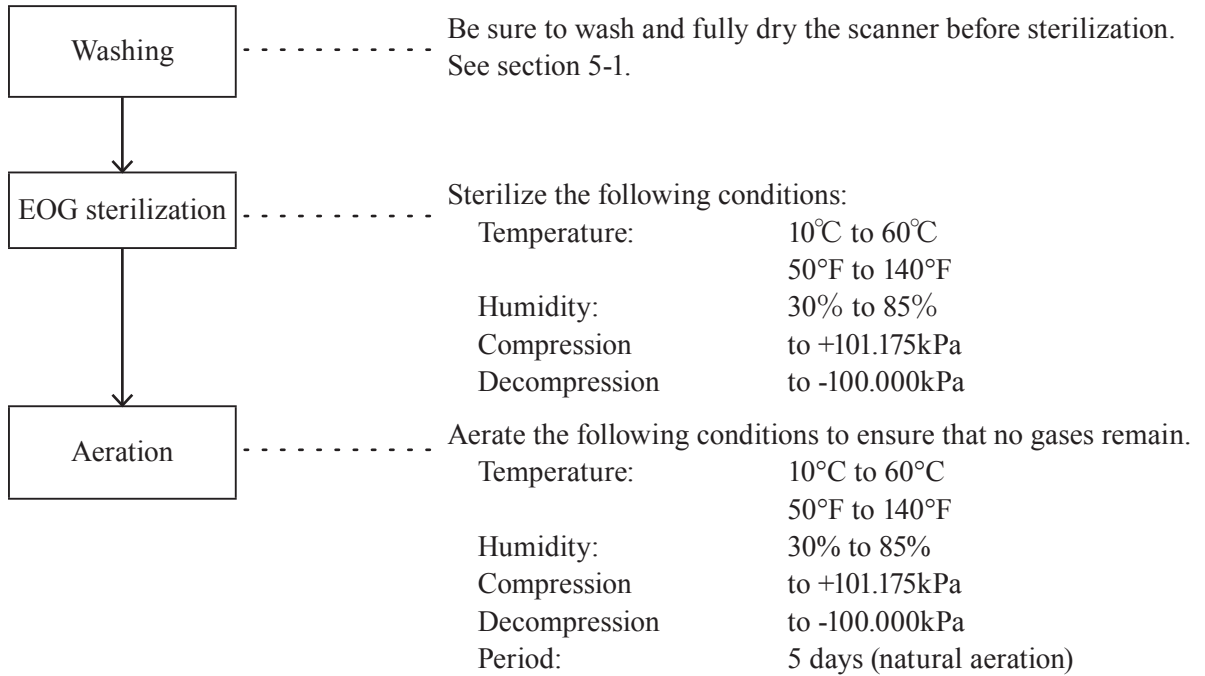 Washing
Be sure to wash and fully dry the scanner before sterilization.
See section 5-1.
EOG sterilization
Sterilize the following conditions:
Temperature: 10℃ to 60℃
50°F to 140°F
Humidity: 30% to 85%
Compression to +101.175kPa
Decompression to -100.000kPa
Aeration
Aerate the following conditions to ensure that no gases remain.
Temperature: 10°C to 60°C
50°F to 140°F
Humidity: 30% to 85%
Compression to +101.175kPa
Decompression to -100.000kPa
Period: 5 days (natural aeration)